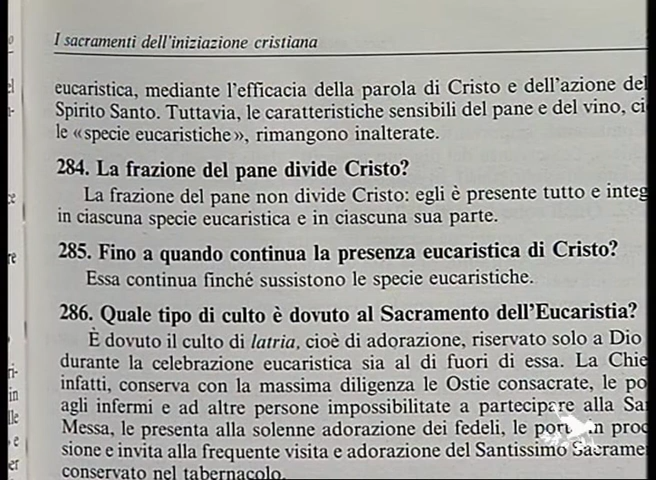 I sacramenti dell'iniziazione cristiana
eucaristica, mediante l'efficacia della parola di Cristo e dell'azione del
Spirito Santo. Tuttavia, le caratteristiche sensibili del pane e del vino, ci
le «specie eucaristiche», rimangono inalterate.
284. La frazione del pane divide Cristo?
La frazione del pane non divide Cristo: egli è presente tutto e integ
in ciascuna specie eucaristica e in ciascuna sua parte.
285. Fino a quando continua la presenza eucaristica di Cristo?
Essa continua finché sussistono le specie eucaristiche.
286. Quale tipo di culto è dovuto al Sacramento dell'Eucaristia?
È dovuto il culto di latria, cioè di adorazione, riservato solo a Dio
durante la celebrazione eucaristica sia al di fuori di essa. La Chie
infatti, conserva con la massima diligenza le Ostie consacrate, le po
agli infermi e ad altre persone impossibilitate a partecipare alla Sa
Messa, le presenta alla solenne adorazione dei fedeli, le in proc
sione e invita alla frequente visita e adorazione del Santissimo Sacrame
conservato nel tabernacolo.